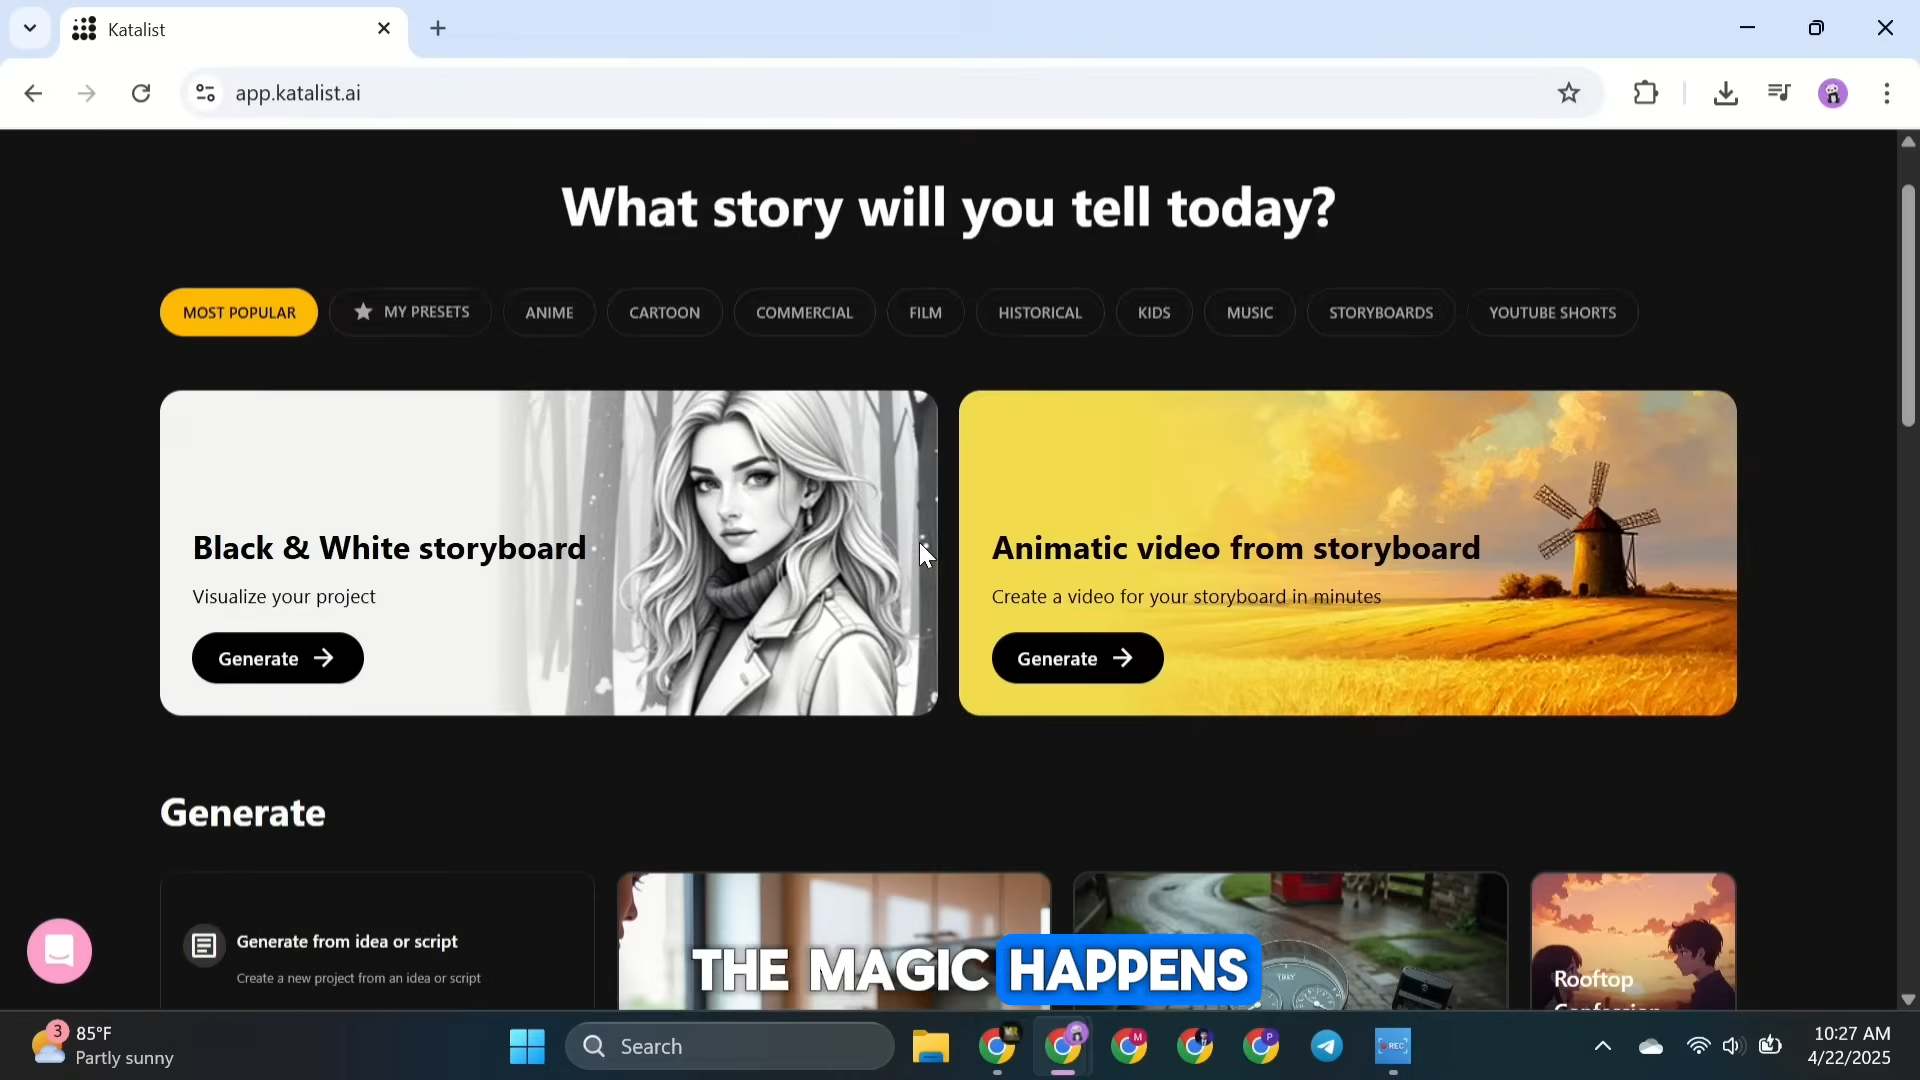 Katalist
app.katalist.ai
What story will you tell today?
MOST POPULAR
MY PRESETS
ANIME
CARTOON
COMMERCIAL
FILM
HISTORICAL
KIDS
MUSIC
STORYBOARDS
YOUTUBE SHORTS
Black & White storyboard
Visualize your project
Generate
Animatic video from storyboard
Create a video for your storyboard in minutes
Generate
Generate
Generate from idea or script
Create a new project from an idea or script
Rooftop
Confession
THE MAGIC HAPPENS
3
85°F
Partly sunny
Search
M
P
REC
10:27 AM
4/22/2025